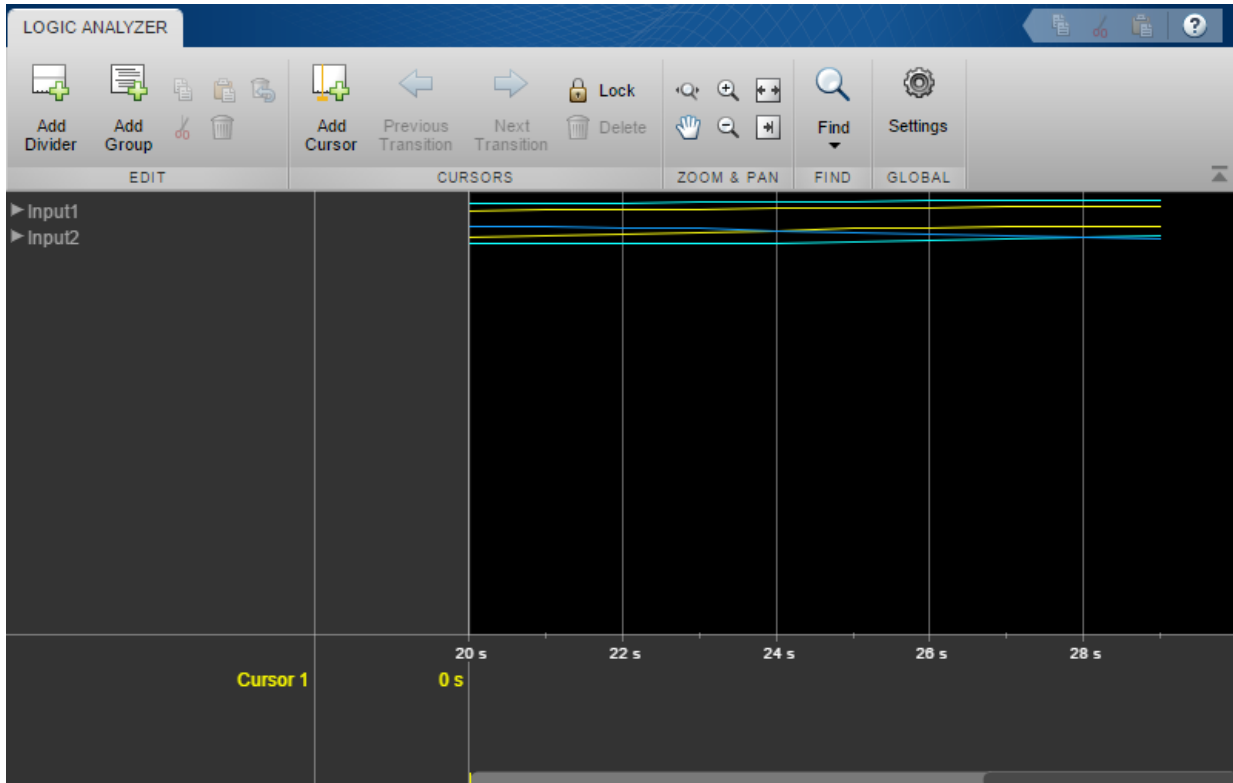 LOGIC ANALYZER
?
Add Divider
Add Group
Add Cursor
Previous Transition
Next Transition
Lock
Delete
Find
Settings
EDIT
CURSORS
ZOOM & PAN
FIND
GLOBAL
Input1
Input2
20 s
22 s
24 s
26 s
28 s
Cursor 1
0 s